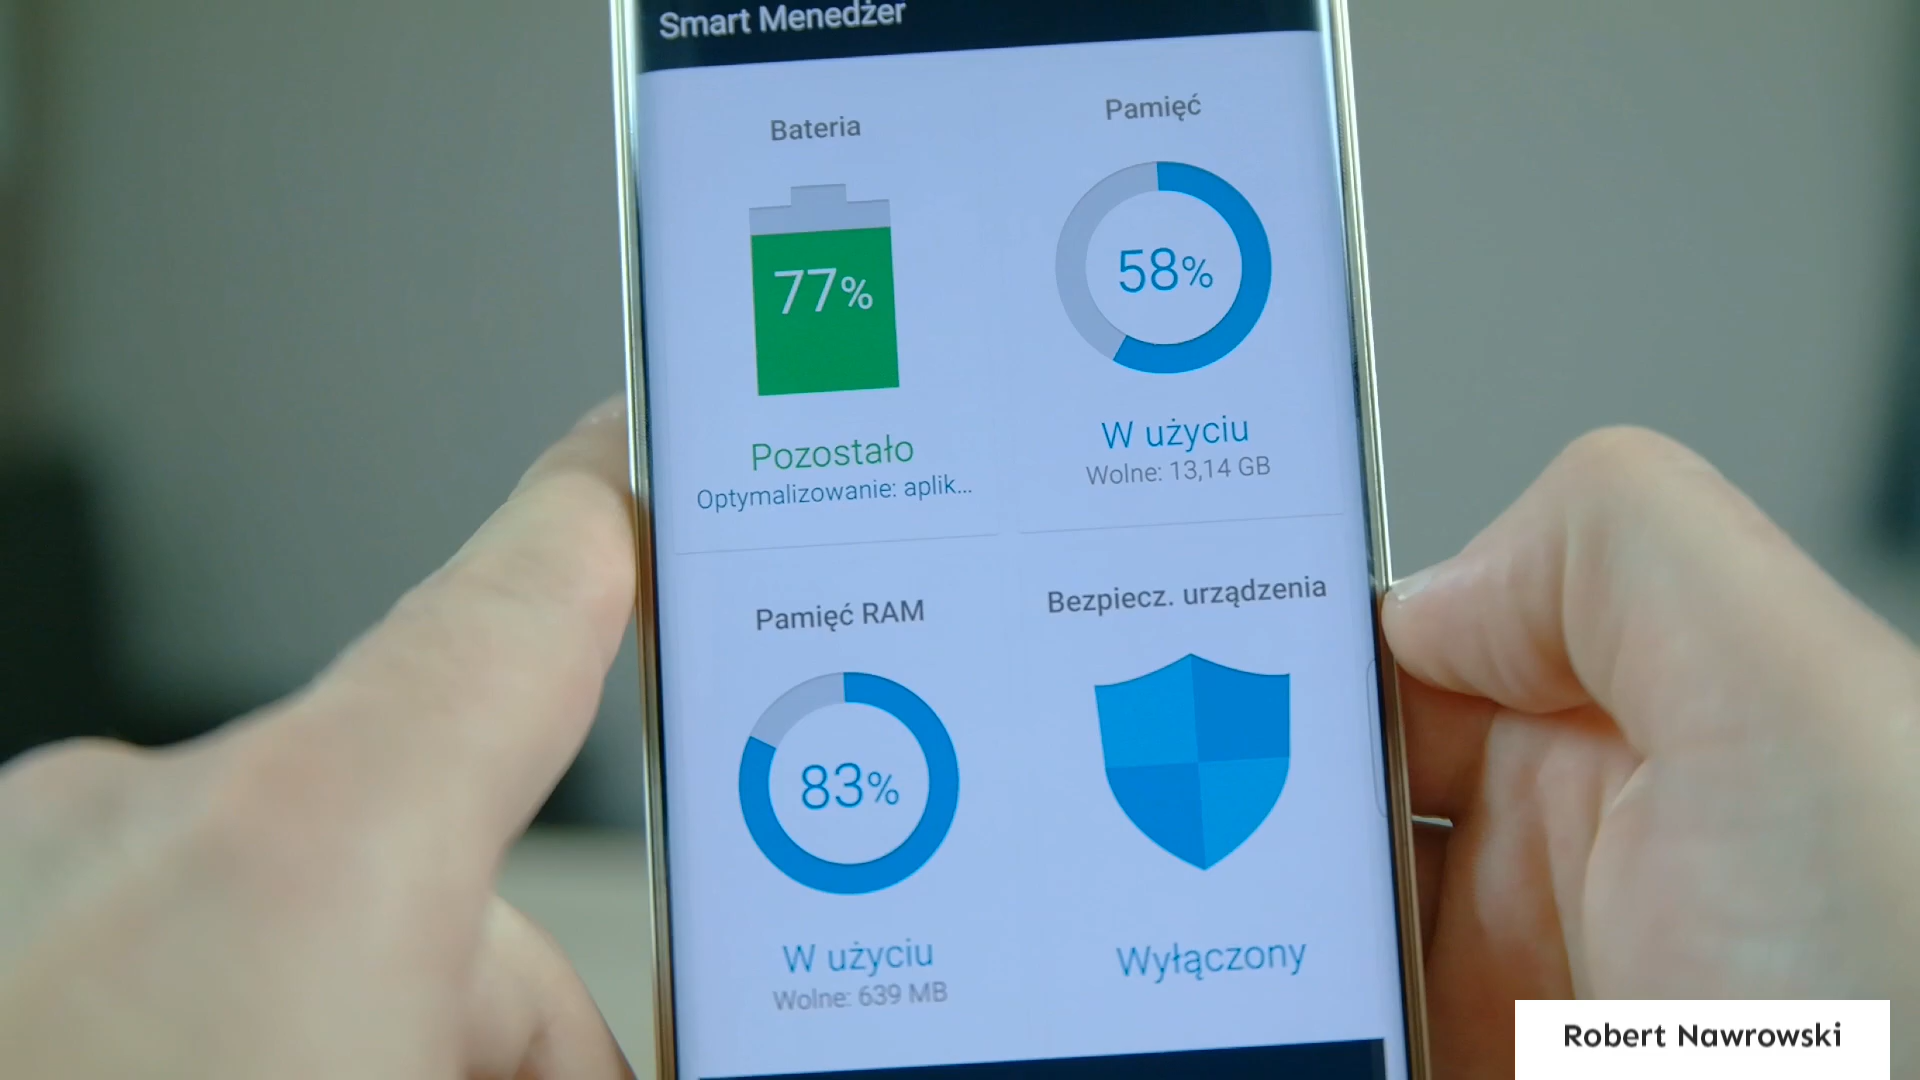 Smart Menedżer
Bateria
77%
Pozostało
Optymalizowanie: aplik...
Pamięć
58%
W użyciu
Wolne: 13,14 GB
Pamięć RAM
83%
W użyciu
Wolne: 639 MB
Bezpiecz. urządzenia
Wyłączony
Robert Nawrowski